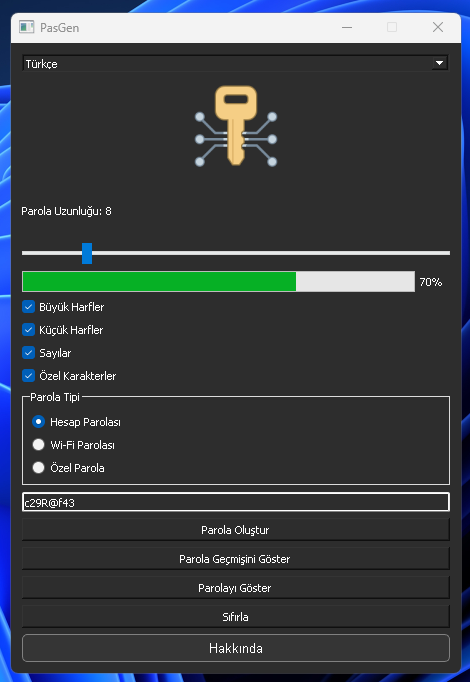 PasGen
Türkçe
Parola Uzunluğu: 8
70%
Büyük Harfler
Küçük Harfler
Sayılar
Özel Karakterler
Parola Tipi
Hesap Parolası
Wi-Fi Parolası
Özel Parola
c29R@f43
Parola Oluştur
Parola Geçmişini Göster
Parolayı Göster
Sıfırla
Hakkında